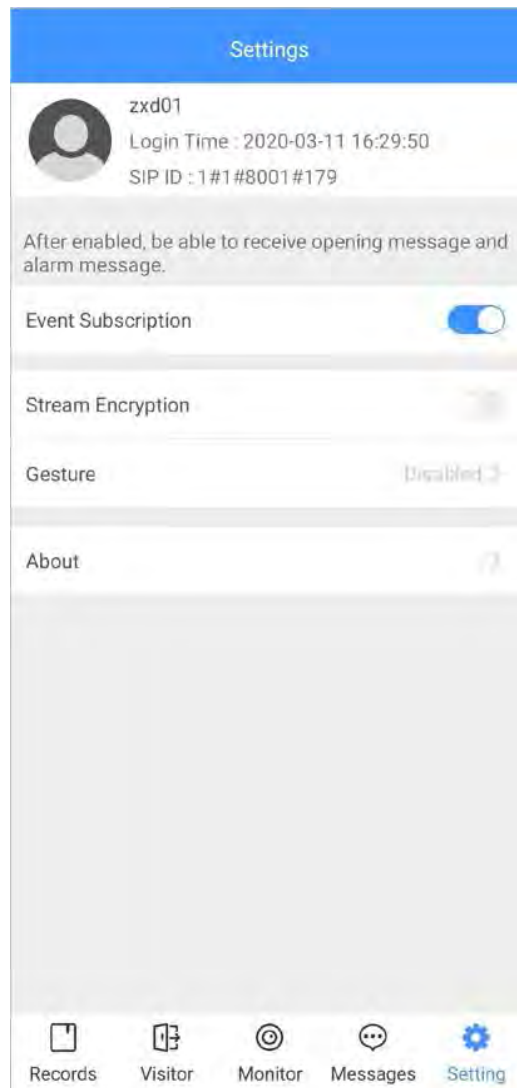 Settings
zxd01
Login Time : 2020-03-11 16:29:50
SIP ID : 1#1#8001#179
After enabled, be able to receive opening message and
alarm message.
Event Subscription
Stream Encryption
Gesture Disabled
About
Records Visitor Monitor Messages Setting